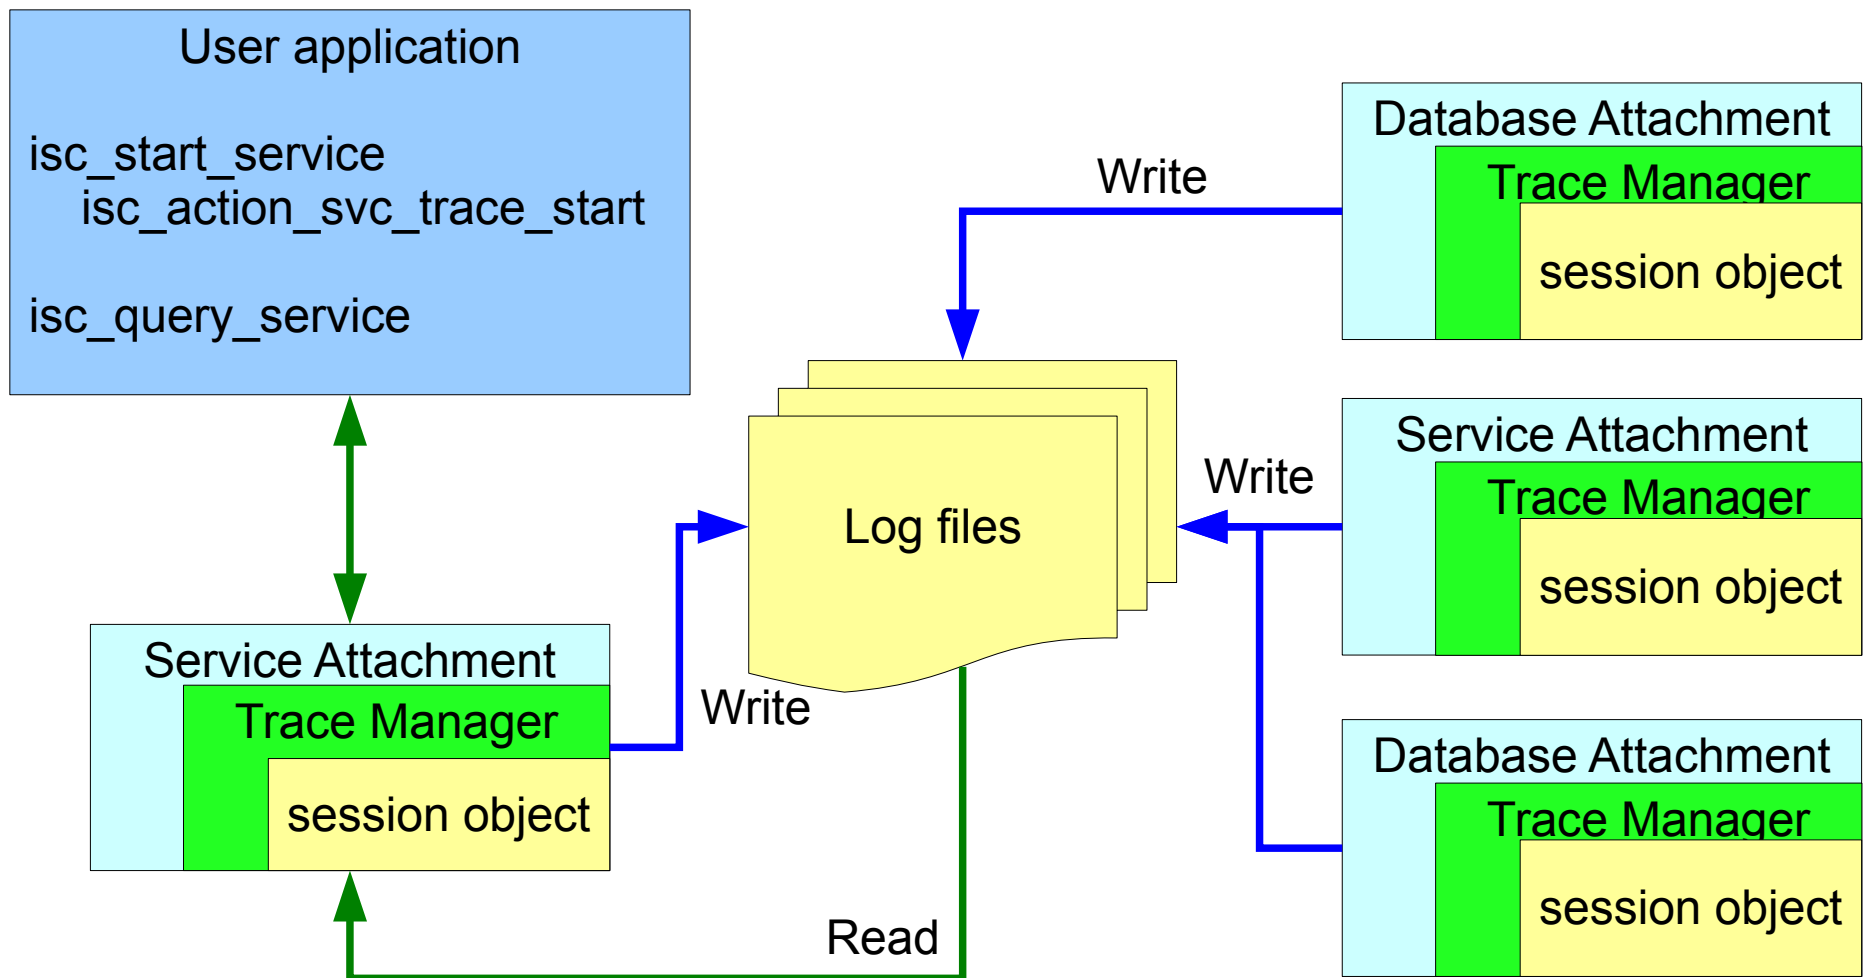 User application
isc_start_service
isc_action_svc_trace_start
isc_query_service
Service Attachment
Trace Manager
session object
Write
Log files
Read
Write
Database Attachment
Trace Manager
session object
Write
Service Attachment
Trace Manager
session object
Database Attachment
Trace Manager
session object